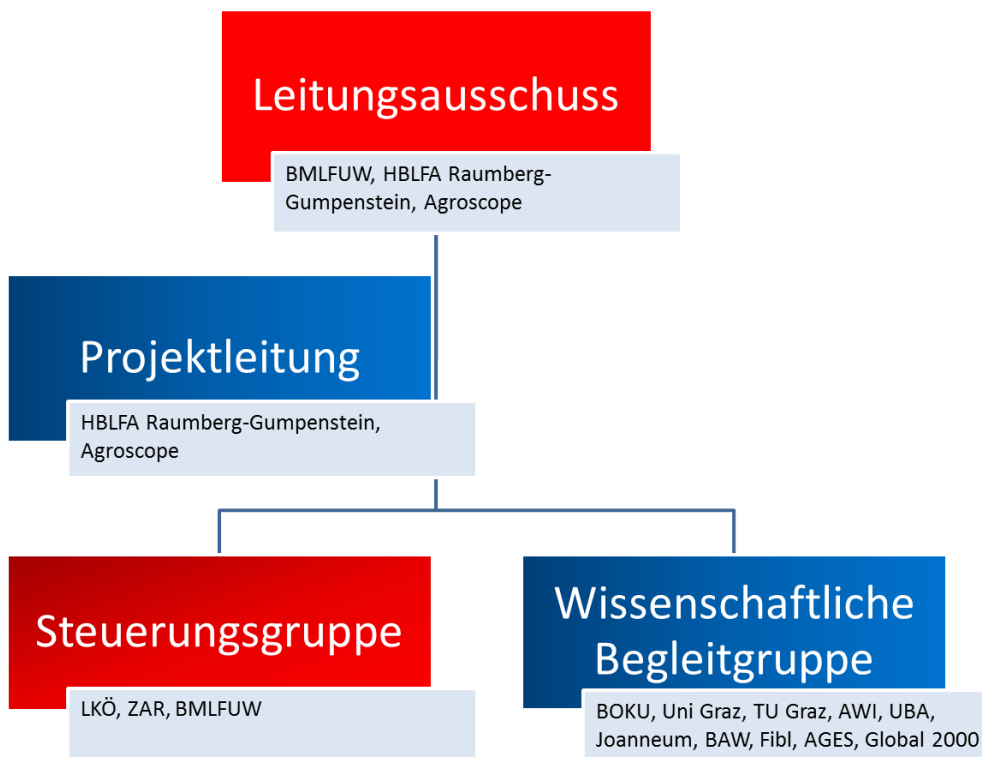 Leitungsausschuss
BMLFUW, HBLFA Raumberg-
Gumpenstein, Agroscope
Projektleitung
HBLFA Raumberg-Gumpenstein,
Agroscope
Steuerungsgruppe
LKÖ, ZAR, BMLFUW
Wissenschaftliche
Begleitgruppe
BOKU, Uni Graz, TU Graz, AWI, UBA,
Joanneum, BAW, Fibl, AGES, Global 2000